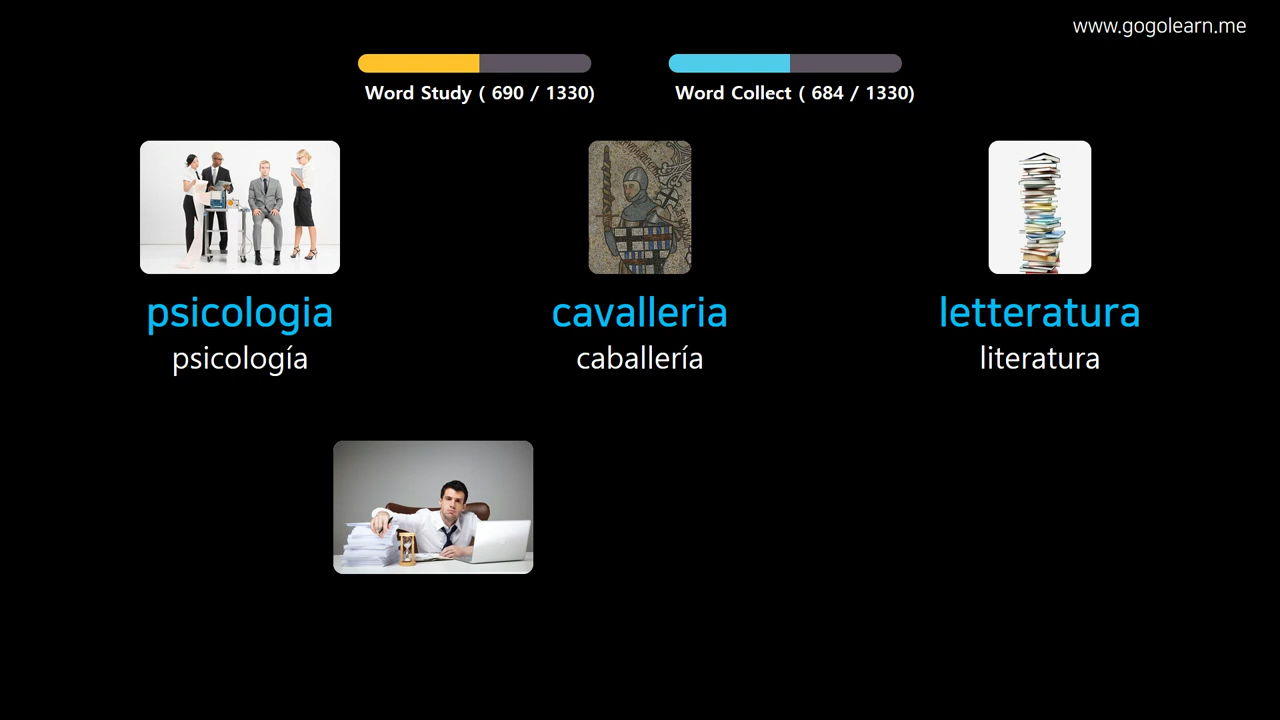 www.gogolearn.me
Word Study ( 690 / 1330)
Word Collect ( 684 / 1330)
psicologia
psicología
cavalleria
caballería
letteratura
literatura